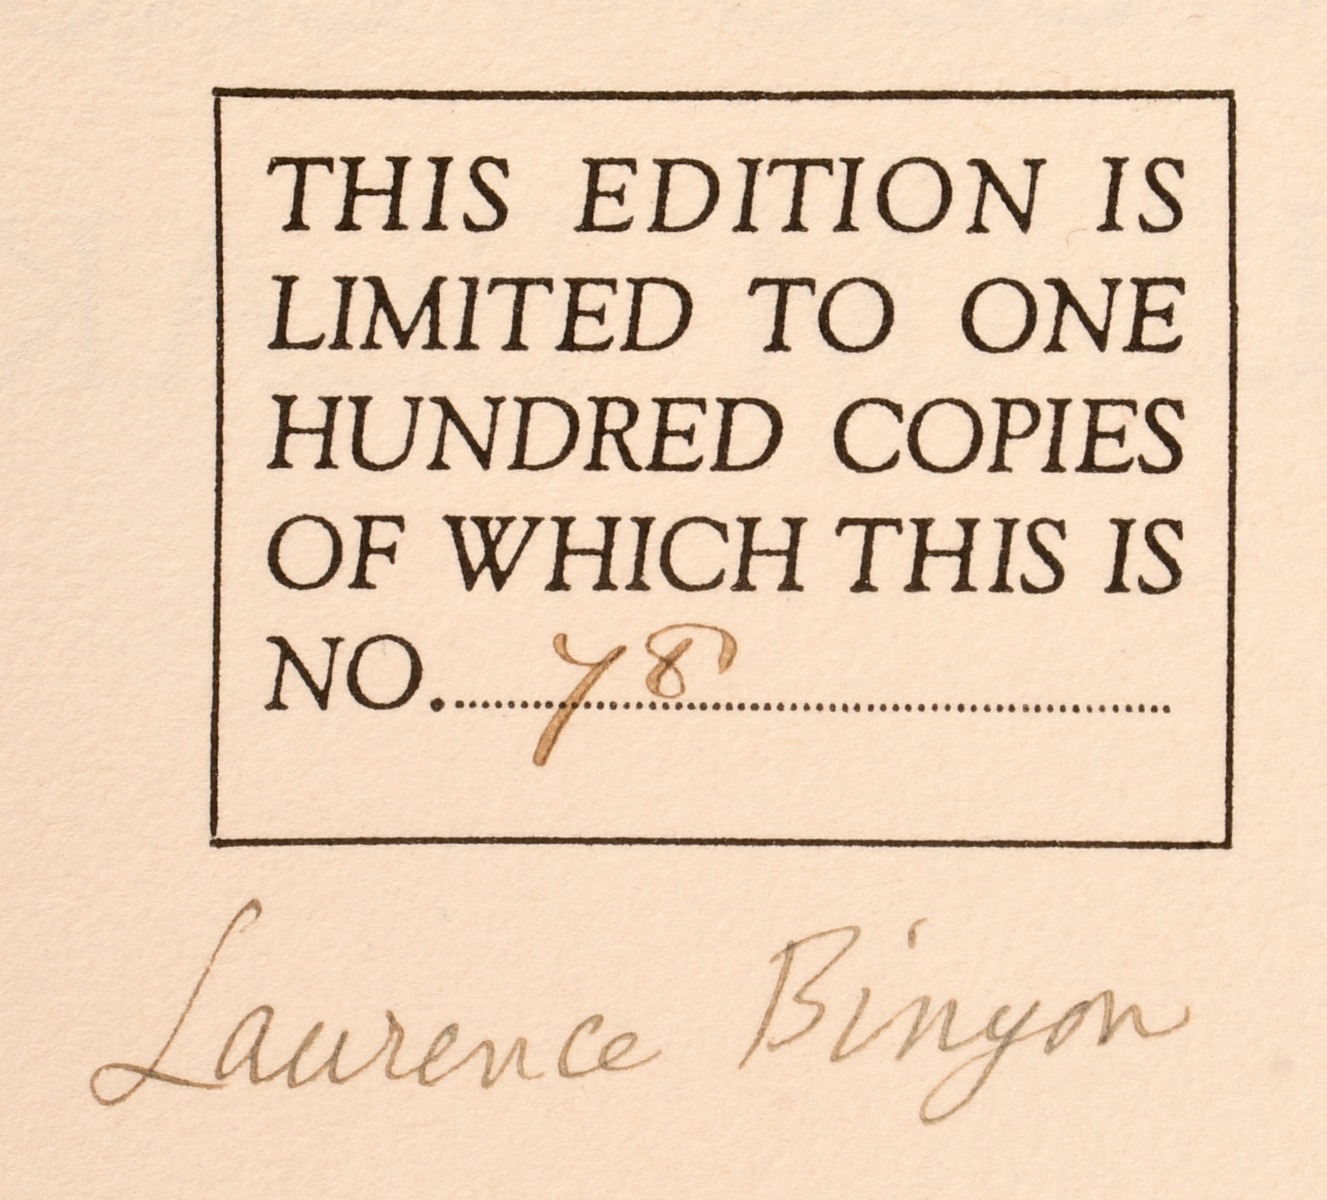 THIS EDITION IS
LIMITED TO ONE
HUNDRED COPIES
OF WHICH THIS IS
NO. 78
Laurence Binyon